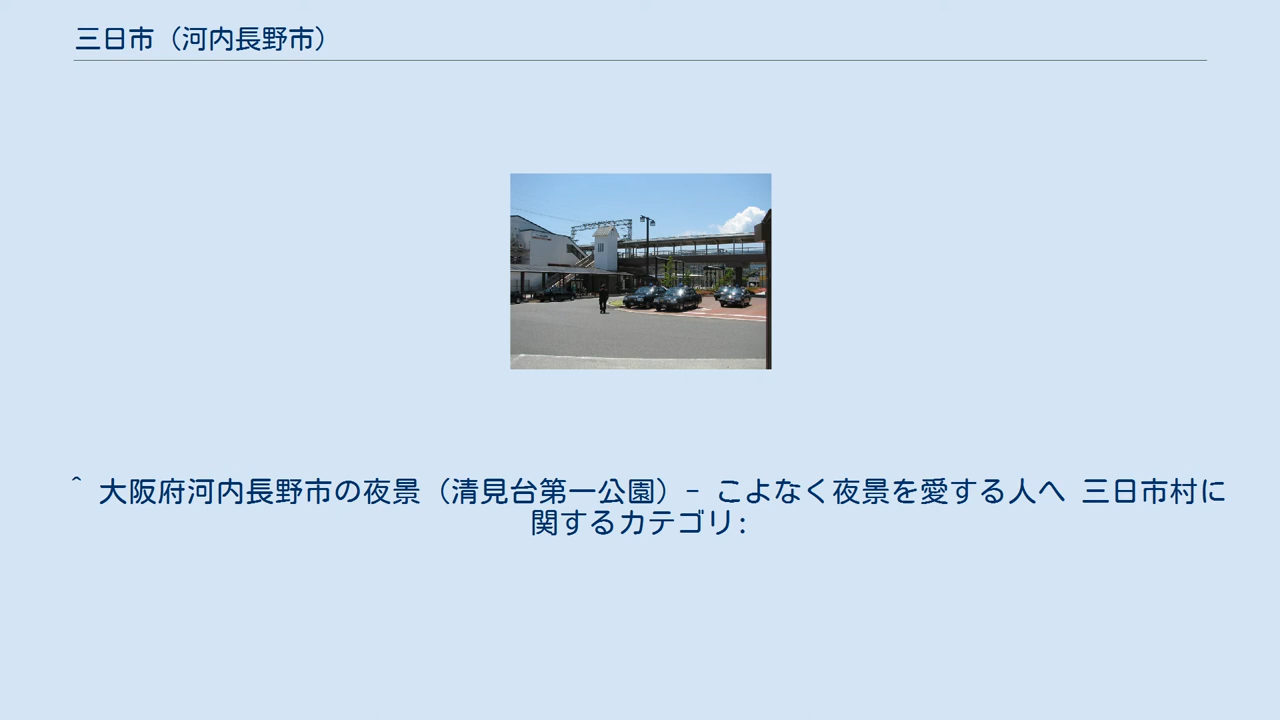 三日市（河内長野市）
^ 大阪府河内長野市の夜景（清見台第一公園）- こよなく夜景を愛する人へ 三日市村に
関するカテゴリ: